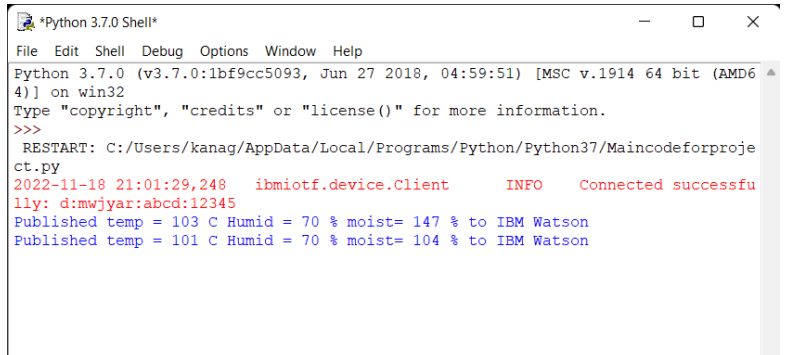 *Python 3.7.0 Shell*
File Edit Shell Debug Options Window Help
Python 3.7.0 (v3.7.0:1bf9cc5093, Jun 27 2018, 04:59:51) [MSC v.1914 64 bit (AMD6
4)] on win32
Type "copyright", "credits" or "license()" for more information.
>>>
 RESTART: C:/Users/kanag/AppData/Local/Programs/Python/Python37/Maincodeforproje
ct.py
2022-11-18 21:01:29,248   ibmiotf.device.Client      INFO    Connected successfu
lly: d:mwjyar:abcd:12345
Published temp = 103 C Humid = 70 % moist= 147 % to IBM Watson
Published temp = 101 C Humid = 70 % moist= 104 % to IBM Watson